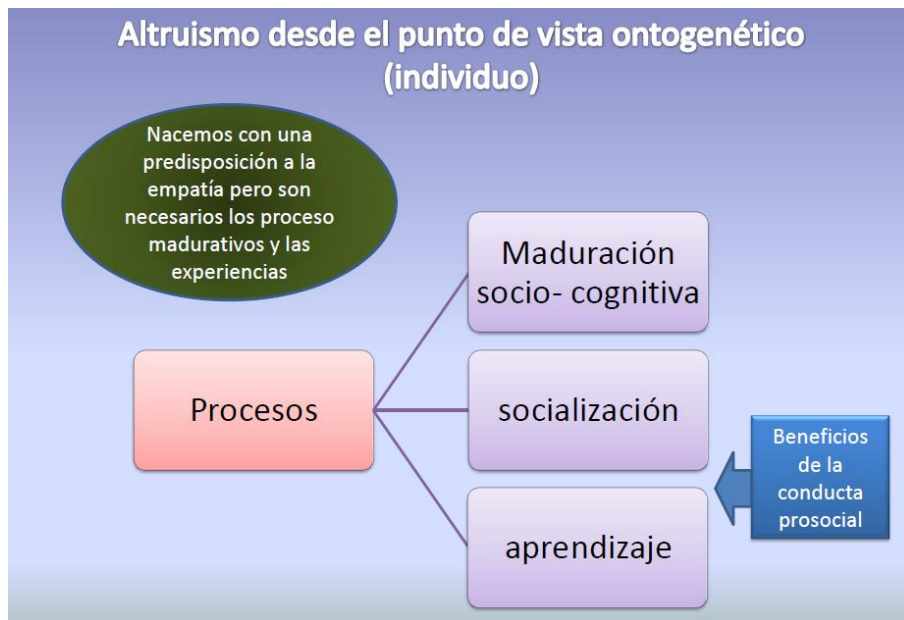 Altruismo desde el punto de vista ontogenético
(individuo)
Nacemos con una
predisposición a la
empatía pero son
necesarios los proceso
madurativos y las
experiencias
Maduración
socio- cognitiva
Procesos
socialización
Beneficios
de la
conducta
prosocial
aprendizaje